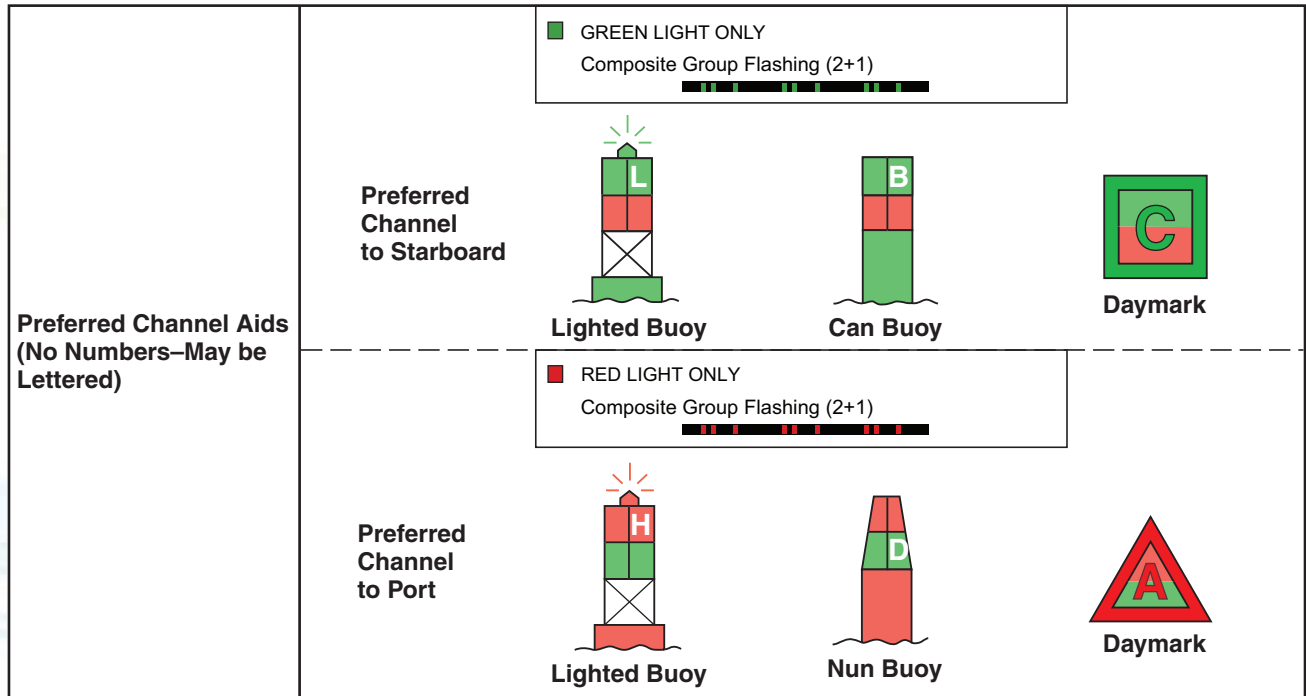 Preferred Channel Aids
(No Numbers–May be
Lettered)
GREEN LIGHT ONLY
Composite Group Flashing (2+1)
Preferred
Channel
to Starboard
L
B
C
Lighted Buoy
Can Buoy
Daymark
RED LIGHT ONLY
Composite Group Flashing (2+1)
Preferred
Channel
to Port
H
D
A
Lighted Buoy
Nun Buoy
Daymark